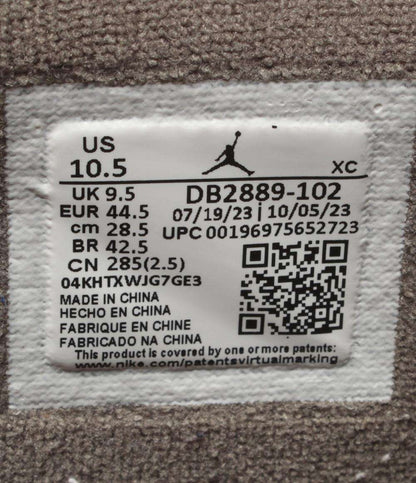 US
10.5
XC
UK 9.5
DB2889-102
EUR 44.5
07/19/23 | 10/05/23
cm 28.5
UPC 00196975652723
BR 42.5
CN 285(2.5)
04KHTXWJG7GE3
MADE IN CHINA
HECHO EN CHINA
FABRIQUE EN CHINE
FABRICADO NA CHINA
This product is covered by one or more patents:
www.nike.com/patentsvirtualmarking